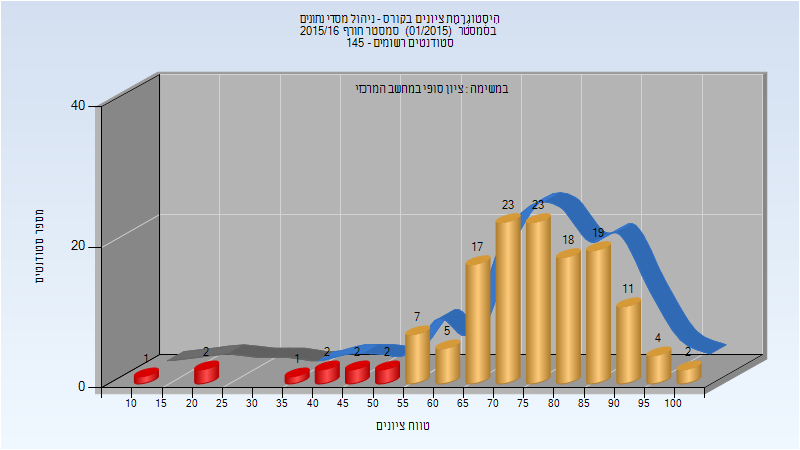 היסטוגרמת ציונים בקורס - ניהול מסדי נתונים
בסמסטר (01/2015) סמסטר חורף 2015/16
סטודנטים רשומים - 145
במשימה : ציון סופי במחשב המרכזי
40
20
0
מספר סטודנטים
1 2 1 2 2 2 7 5 17 23 23 18 19 11 4 2
10 15 20 25 30 35 40 45 50 55 60 65 70 75 80 85 90 95 100
טווח ציונים